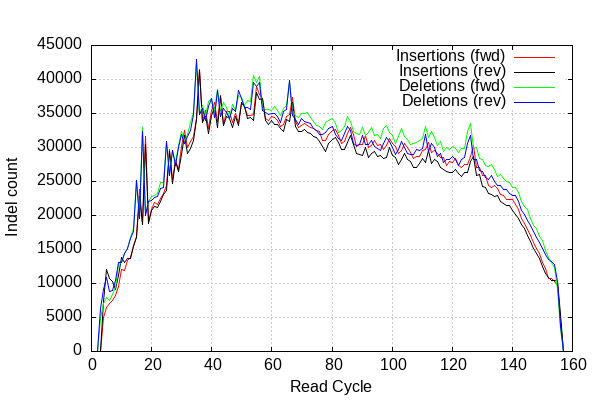 45000
40000
35000
30000
25000
20000
15000
10000
5000
0
Indel count
Insertions (fwd)
Insertions (rev)
Deletions (fwd)
Deletions (rev)
0 20 40 60 80 100 120 140 160
Read Cycle